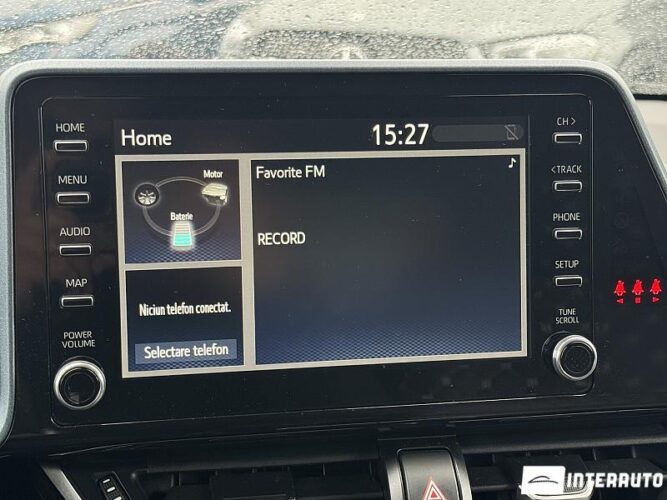 HOME
MENU
AUDIO
MAP
POWER
VOLUME
Home
15:27
Motor
Baterie
Favorite FM
RECORD
Niciun telefon conectat.
Selectare telefon
CH >
< TRACK
PHONE
SETUP
TUNE
SCROLL
INTERAUTO